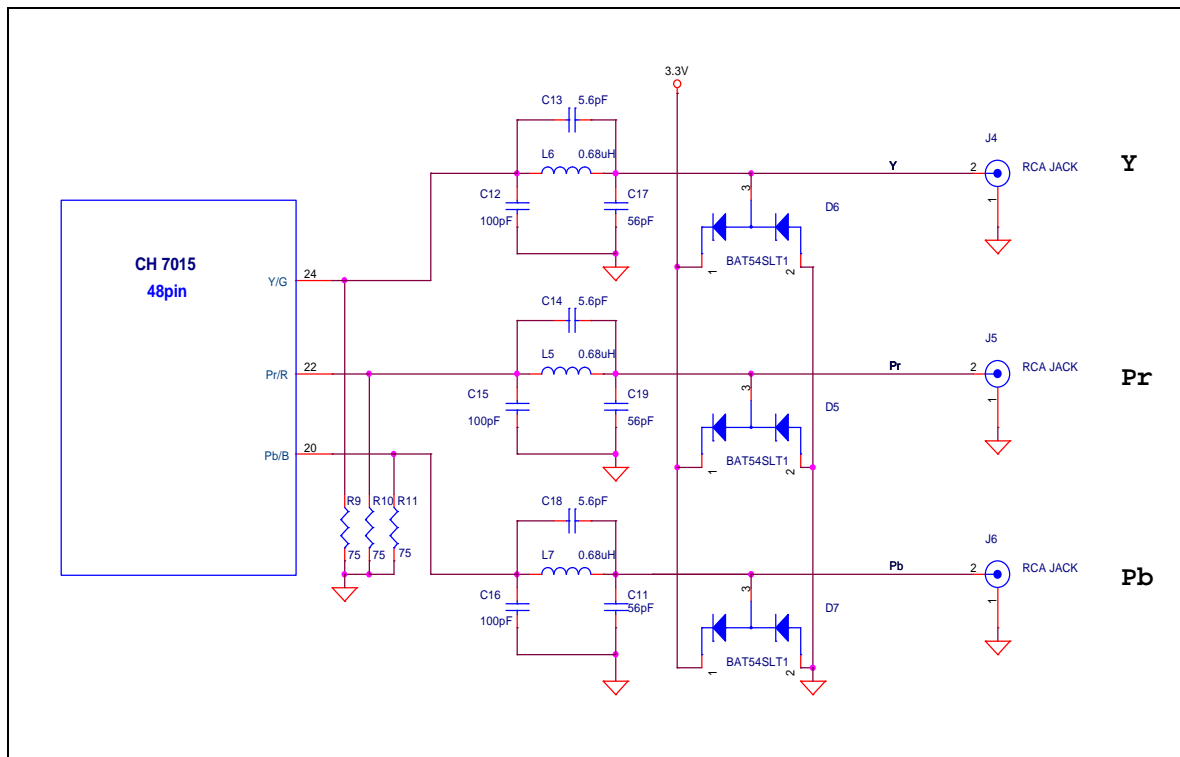 3.3V
C13 5.6pF
J4
Y
L6 0.68uH
Y
2
RCA JACK
C12
C17
3
1
D6
100pF
56pF
CH 7015
48pin
BAT54SLT1
1
2
Y/G
24
C14 5.6pF
J5
L5 0.68uH
Pr
2
RCA JACK
Pr
Pr/R
22
C15
C19
3
1
D5
100pF
56pF
Pb/B
20
BAT54SLT1
1
2
R9 R10 R11
C18 5.6pF
J6
75 75 75
L7 0.68uH
Pb
2
RCA JACK
Pb
C16
C11
3
1
D7
100pF
56pF
BAT54SLT1
1
2